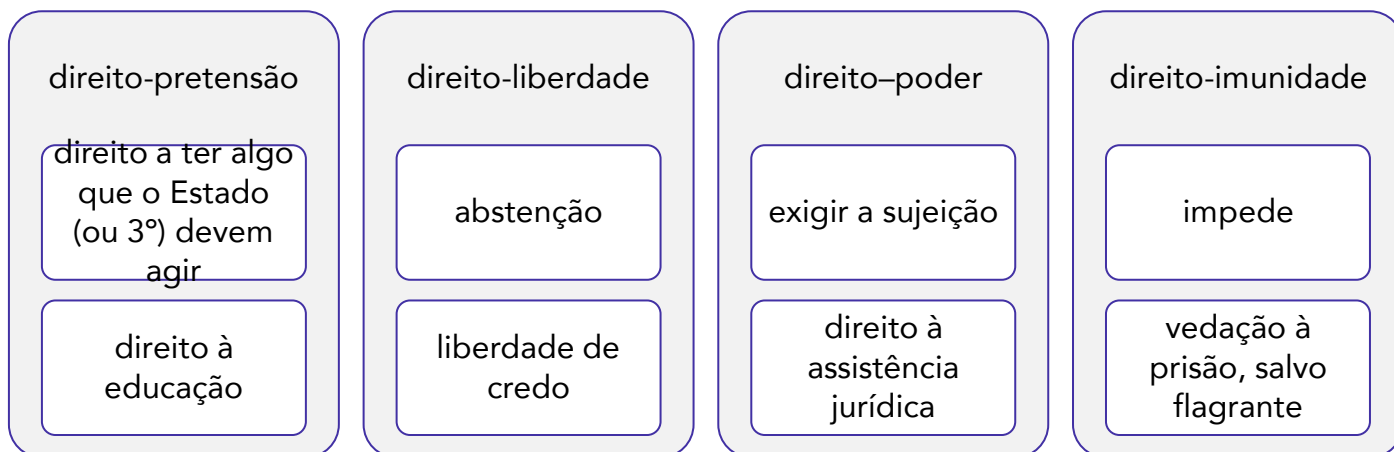 direito-pretensão
direito a ter algo
que o Estado
(ou 3º) devem
agir
direito à
educação
direito-liberdade
abstenção
liberdade de
credo
direito–poder
exigir a sujeição
direito à
assistência
jurídica
direito-imunidade
impede
vedação à
prisão, salvo
flagrante